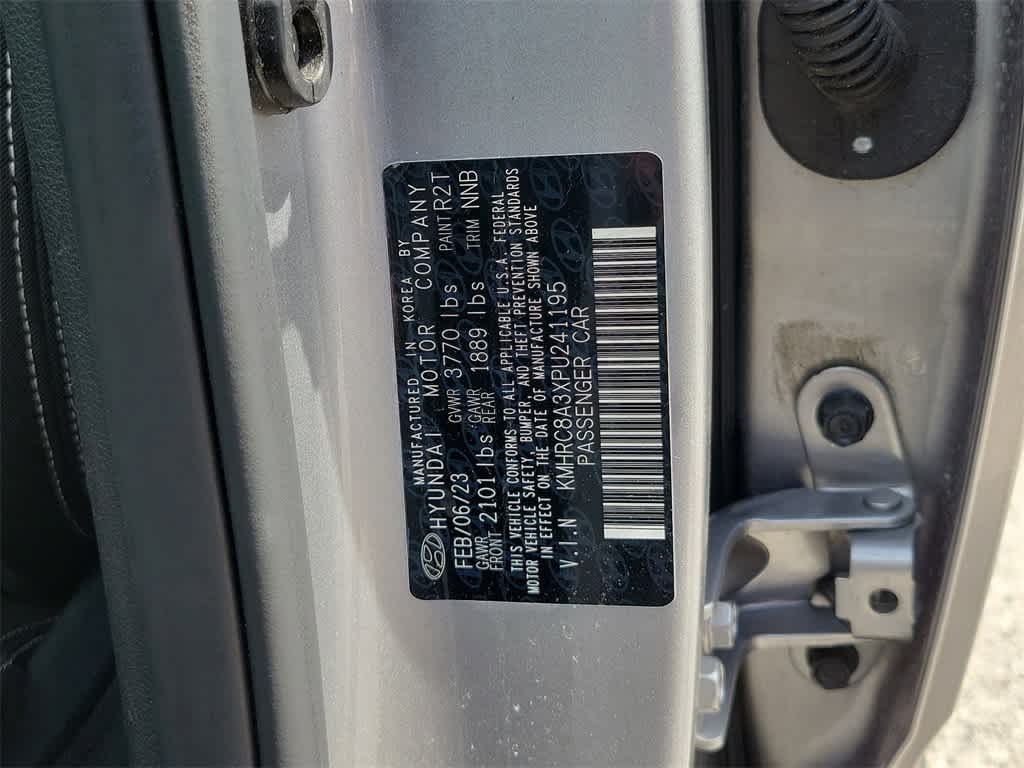 MANUFACTURED IN KOREA BY
HYUNDAI MOTOR COMPANY
FEB/06/23 GVWR 3770 lbs PAINT R2T
GAWR FRONT 2101 lbs GAWR REAR 1889 lbs TRIM NNB
THIS VEHICLE CONFORMS TO ALL APPLICABLE U.S.A. FEDERAL
MOTOR VEHICLE SAFETY, BUMPER, AND THEFT PREVENTION STANDARDS
IN EFFECT ON THE DATE OF MANUFACTURE SHOWN ABOVE
V.I.N KMHRC8A3XPU241195
PASSENGER CAR